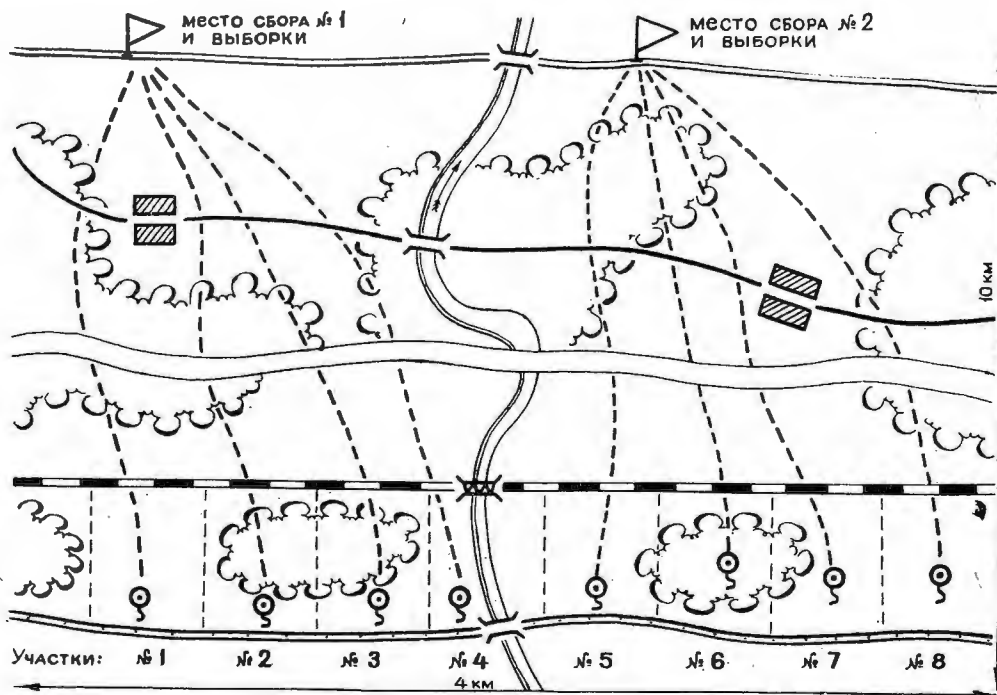 МЕСТО СБОРА № 1
И ВЫБОРКИ
МЕСТО СБОРА № 2
И ВЫБОРКИ
10 КМ
УЧАСТКИ: № 1 № 2 № 3 № 4 № 5 № 6 № 7 № 8
4 КМ